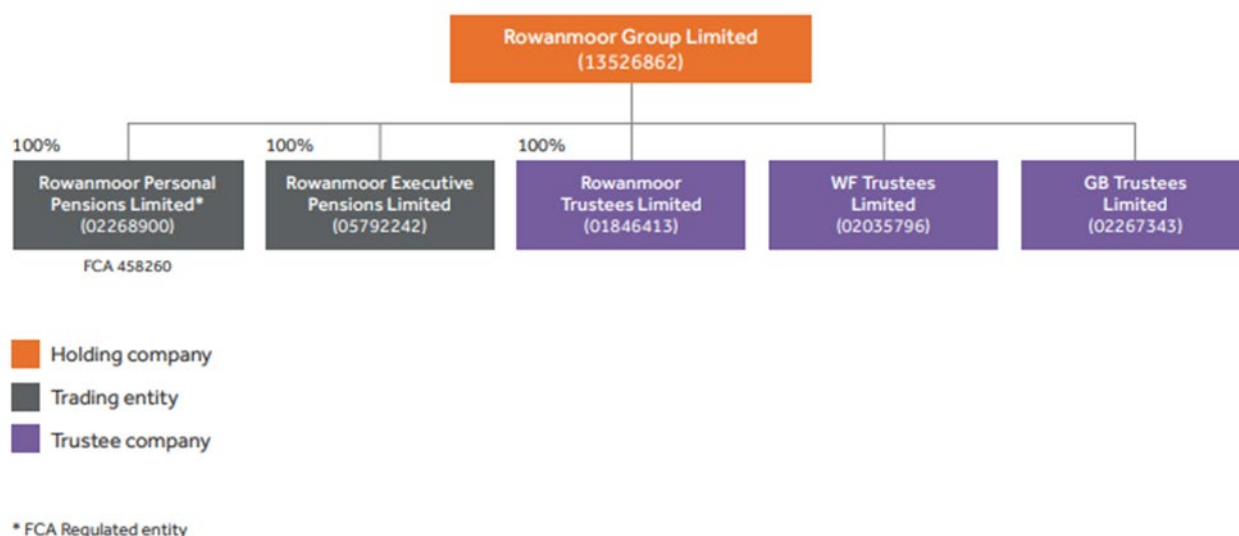 Rowanmoor Group Limited
(13526862)
100%
100%
100%
Rowanmoor Personal
Pensions Limited*
(02268900)
Rowanmoor Executive
Pensions Limited
(05792242)
Rowanmoor
Trustees Limited
(01846413)
WF Trustees
Limited
(02035796)
GB Trustees
Limited
(02267343)
FCA 458260
Holding company
Trading entity
Trustee company
* FCA Regulated entity